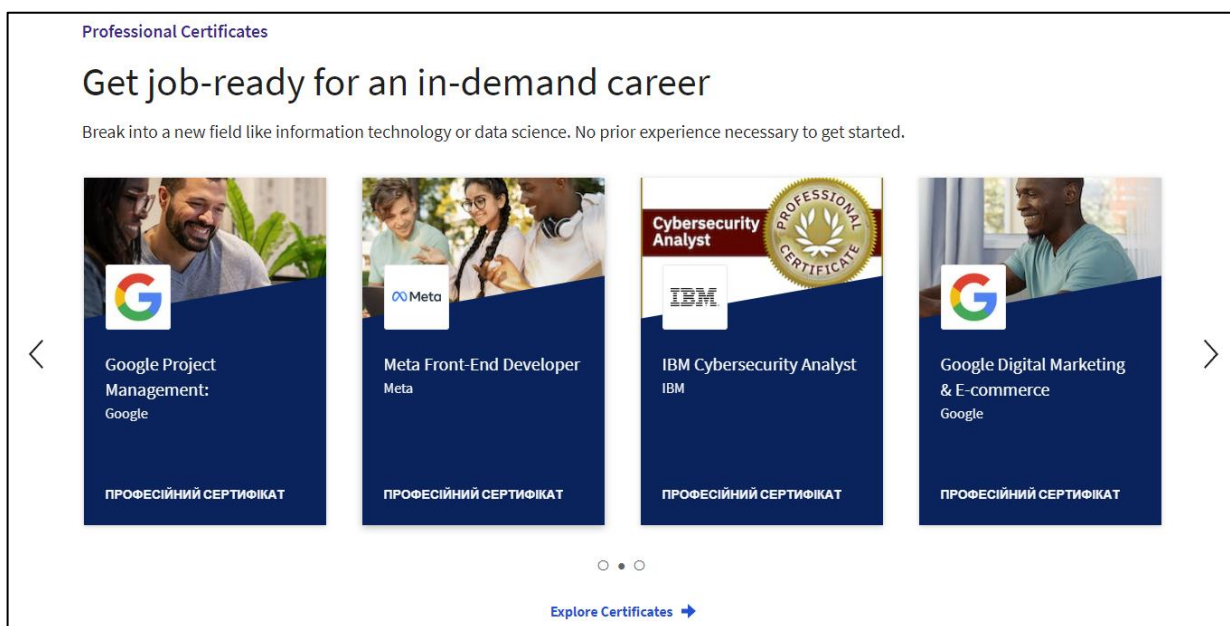 Professional Certificates
Get job-ready for an in-demand career
Break into a new field like information technology or data science. No prior experience necessary to get started.
Google Project
Management:
Google
ПРОФЕСІЙНИЙ СЕРТИФІКАТ
Meta
Meta Front-End Developer
Meta
ПРОФЕСІЙНИЙ СЕРТИФІКАТ
Cybersecurity
Analyst
PROFESSIONAL
CERTIFICATE
IBM
IBM Cybersecurity Analyst
IBM
ПРОФЕСІЙНИЙ СЕРТИФІКАТ
Google Digital Marketing
& E-commerce
Google
ПРОФЕСІЙНИЙ СЕРТИФІКАТ
Explore Certificates